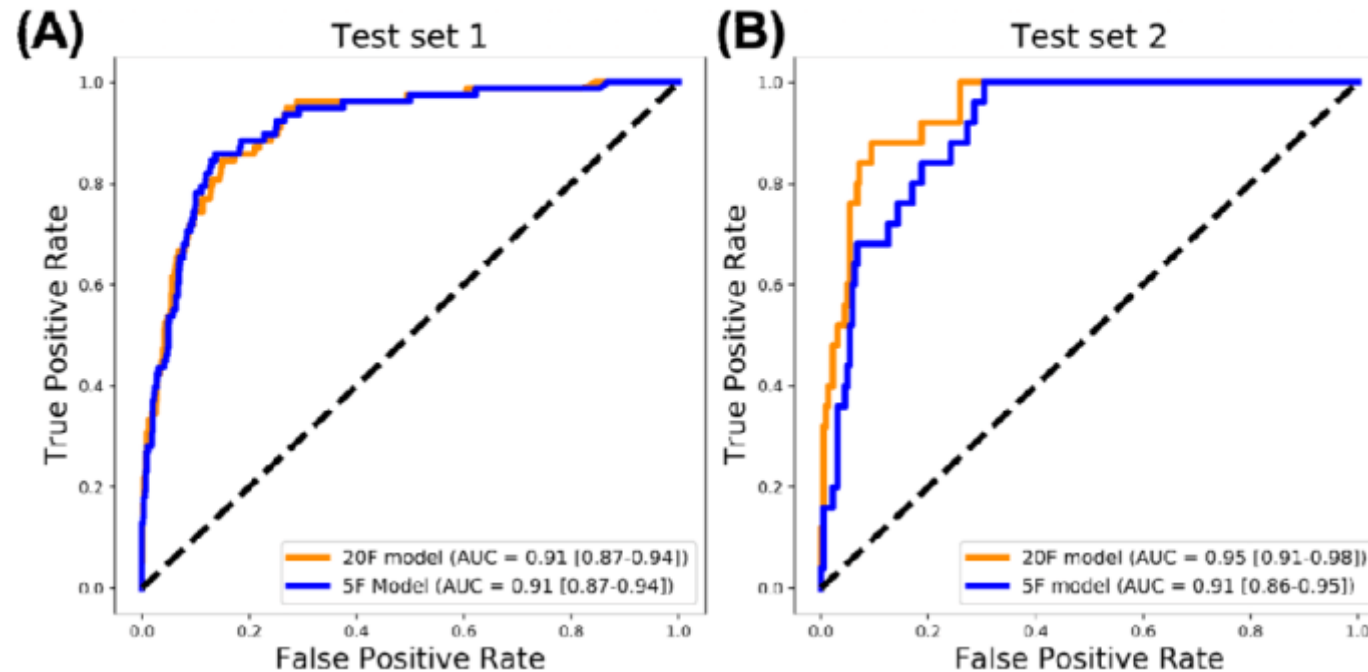 (A)
Test set 1
True Positive Rate
1.0
0.8
0.6
0.4
0.2
0.0
20F model (AUC = 0.91 [0.87-0.94])
5F Model (AUC = 0.91 [0.87-0.94])
0.0 0.2 0.4 0.6 0.8 1.0
False Positive Rate
(B)
Test set 2
True Positive Rate
1.0
0.8
0.6
0.4
0.2
0.0
20F model (AUC = 0.95 [0.91-0.98])
5F model (AUC = 0.91 [0.86-0.95])
0.0 0.2 0.4 0.6 0.8 1.0
False Positive Rate